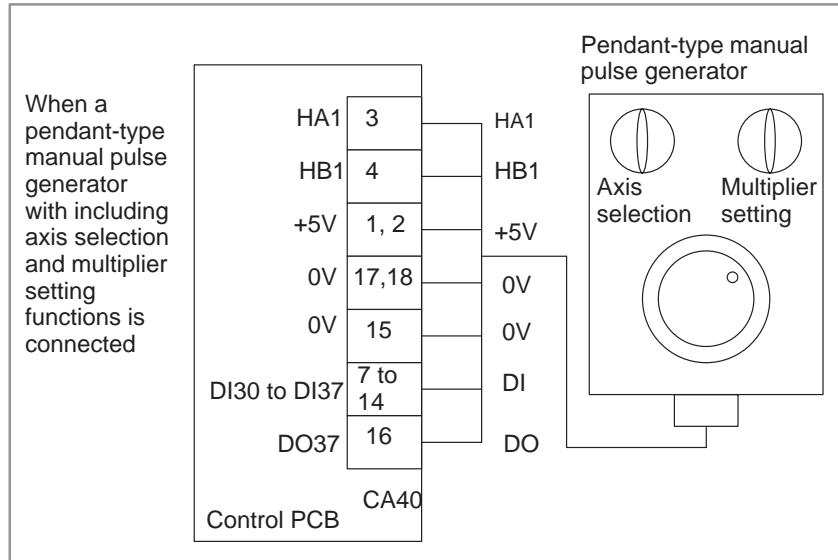 When a
pendant-type
manual pulse
generator
with including
axis selection
and multiplier
setting
functions is
connected
HA1 3 HA1
HB1 4 HB1
+5V 1, 2 +5V
0V 17,18 0V
0V 15 0V
DI30 to DI37 7 to
14 DI
DO37 16 DO
CA40
Control PCB
Pendant-type manual
pulse generator
Axis
selection
Multiplier
setting